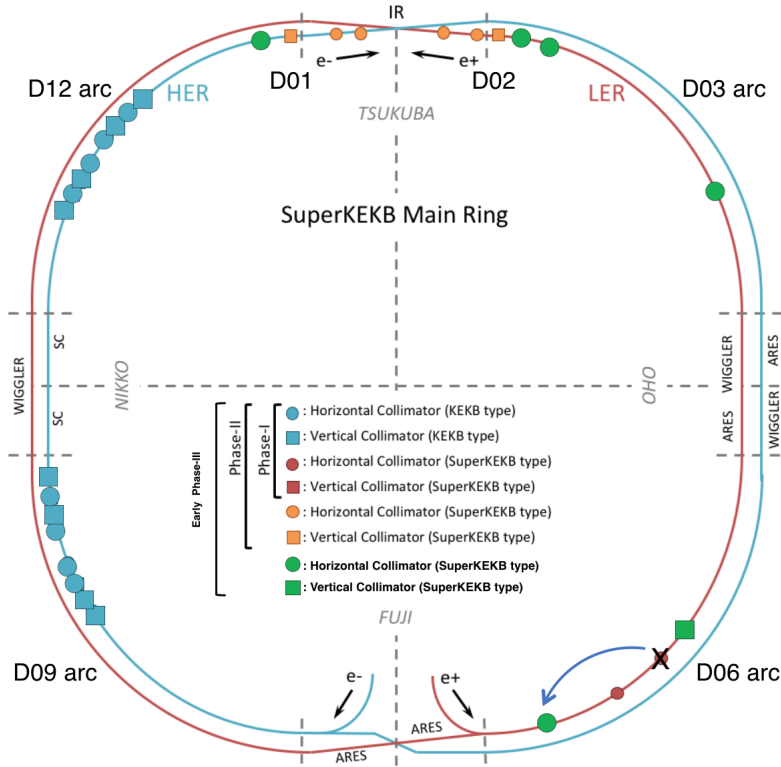 IR
e-
e+
D12 arc
HER
D01
D02
LER
D03 arc
TSUKUBA
SuperKEKB Main Ring
WIGGLER
SC
SC
NIKKO
OHO
WIGGLER
ARES
ARES
WIGGLER
Early Phase-III
Phase-II
Phase-I
: Horizontal Collimator (KEKB type)
: Vertical Collimator (KEKB type)
: Horizontal Collimator (SuperKEKB type)
: Vertical Collimator (SuperKEKB type)
: Horizontal Collimator (SuperKEKB type)
: Vertical Collimator (SuperKEKB type)
: Horizontal Collimator (SuperKEKB type)
: Vertical Collimator (SuperKEKB type)
FUJI
X
D09 arc
e-
e+
D06 arc
ARES
ARES